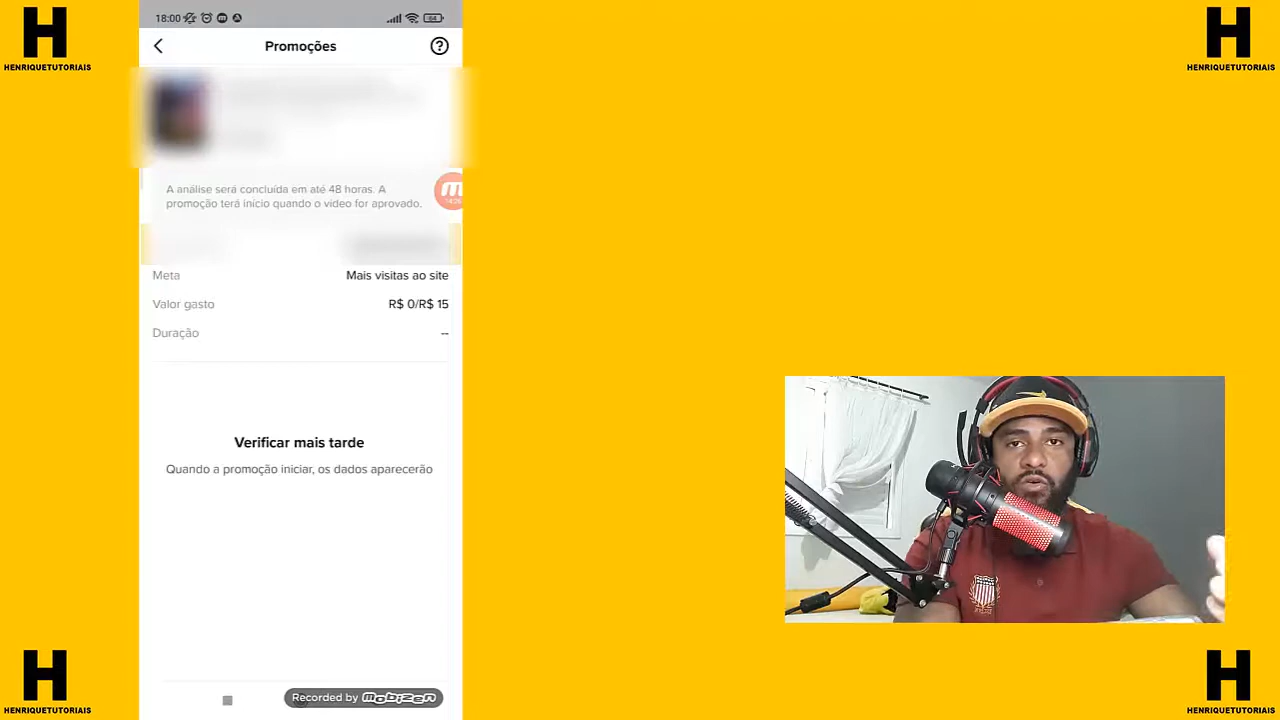 H
HENRIQUETUTORIAIS
H
HENRIQUETUTORIAIS
18:00
64
Promoções
?
A análise será concluída em até 48 horas. A
promoção terá início quando o vídeo for aprovado.
Meta
Mais visitas ao site
Valor gasto
R$ 0/R$ 15
Duração
--
Verificar mais tarde
Quando a promoção iniciar, os dados aparecerão
Recorded by mobizen
H
HENRIQUETUTORIAIS
H
HENRIQUETUTORIAIS